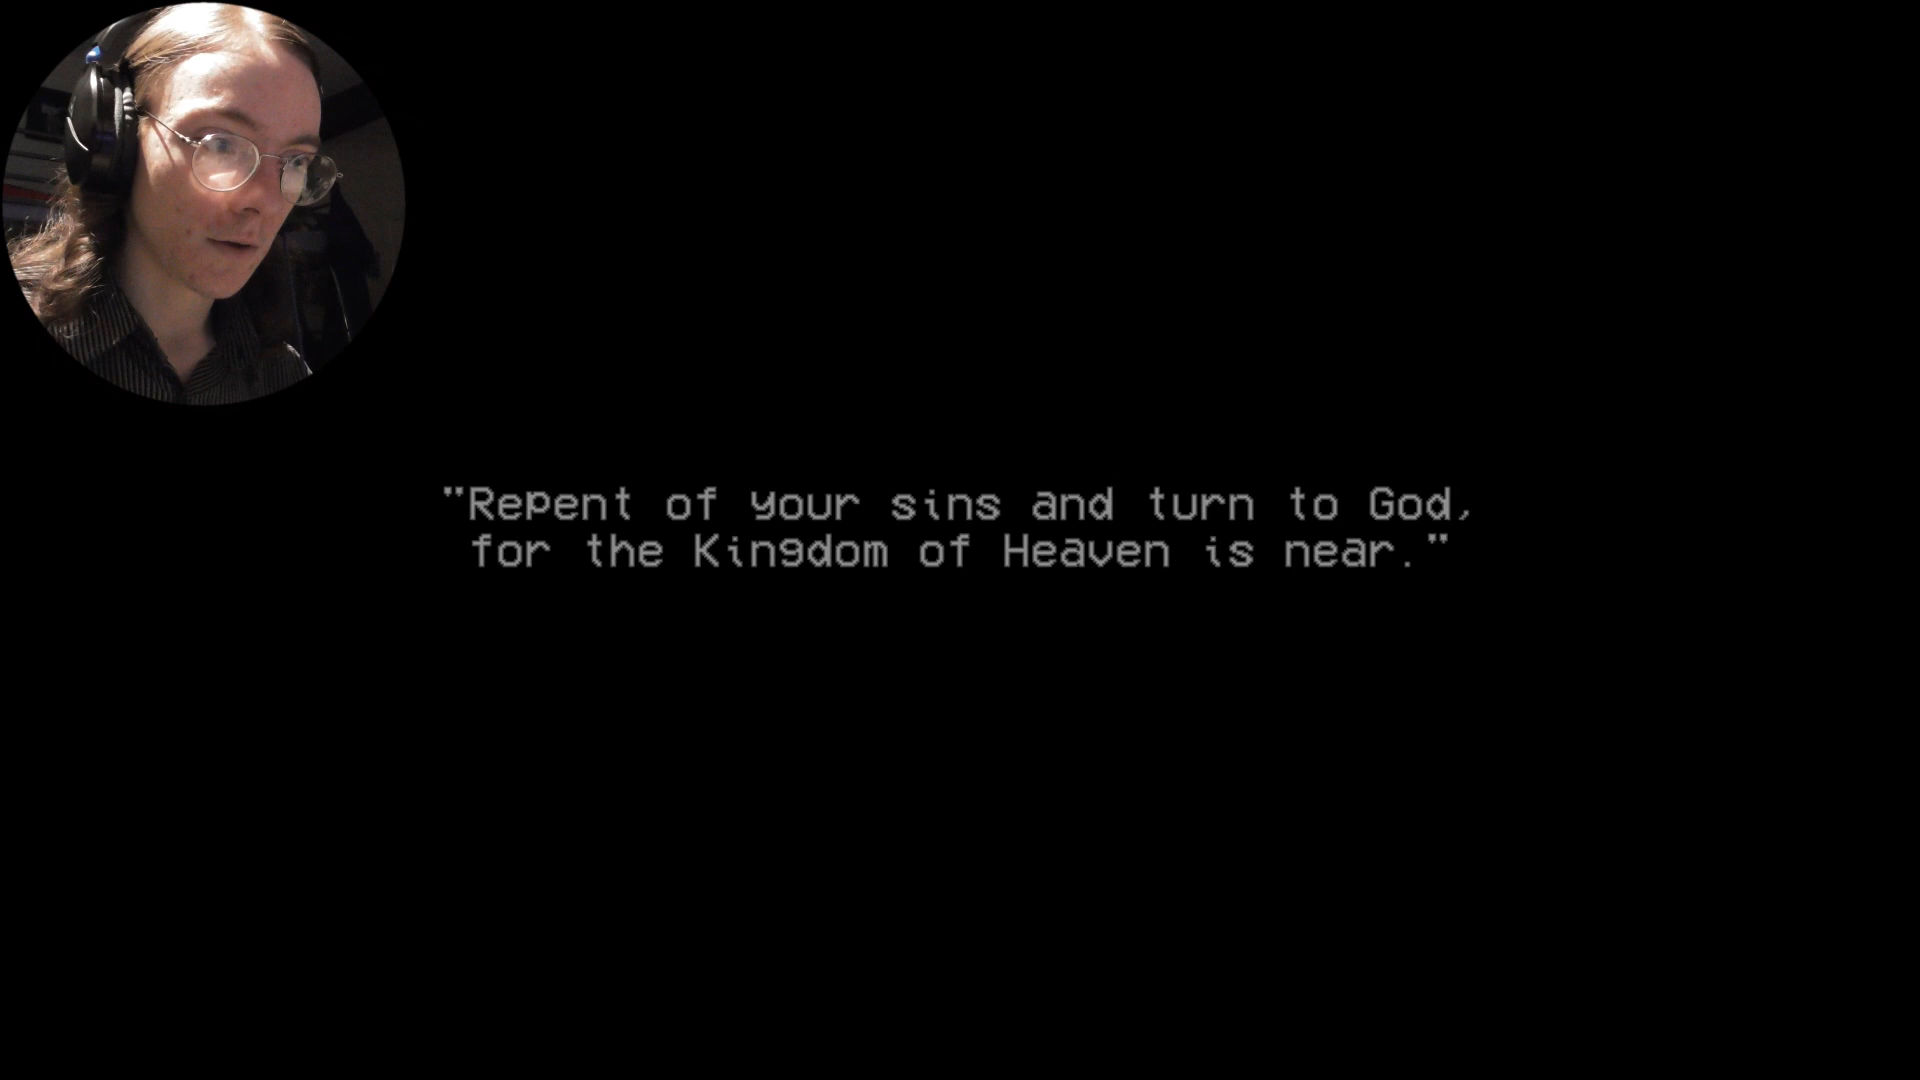 "Repent of your sins and turn to God,
for the Kingdom of Heaven is near."